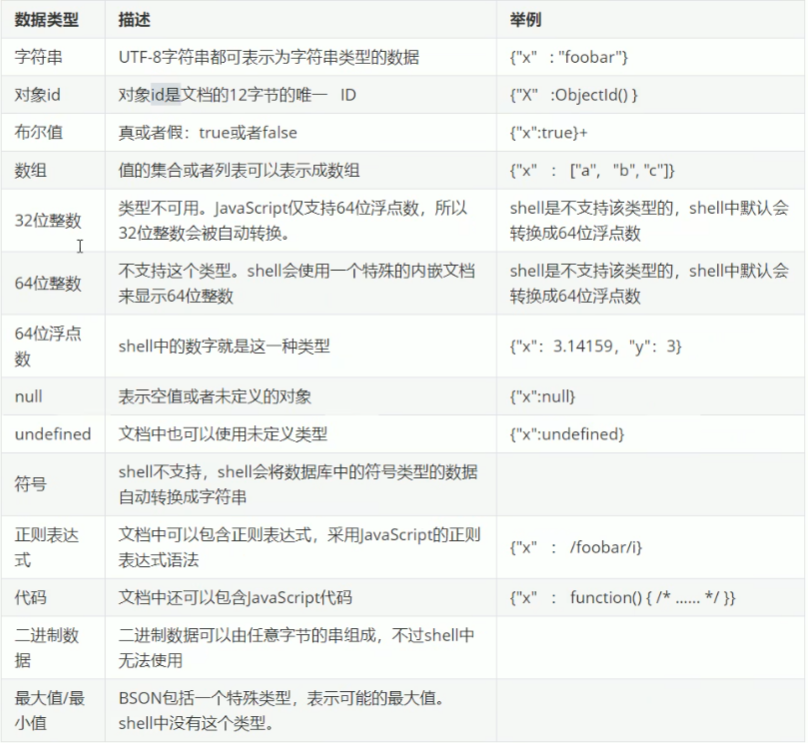 数据类型 描述 举例
字符串 UTF-8字符串都可表示为字符串类型的数据 {"x" : "foobar"}
对象id 对象id是文档的12字节的唯一 ID {"X" :ObjectId() }
布尔值 真或者假：true或者false {"x":true}+
数组 值的集合或者列表可以表示成数组 {"x" : ["a", "b", "c"]}
32位整数 类型不可用。JavaScript仅支持64位浮点数，所以 shell是不支持该类型的，shell中默认会
32位整数会被自动转换。 转换成64位浮点数
64位整数 不支持这个类型。shell会使用一个特殊的内嵌文档 shell是不支持该类型的，shell中默认会
来显示64位整数 转换成64位浮点数
64位浮点
数 shell中的数字就是这一种类型 {"x"：3.14159，"y"：3}
null 表示空值或者未定义的对象 {"x":null}
undefined 文档中也可以使用未定义类型 {"x":undefined}
符号 shell不支持，shell会将数据库中的符号类型的数据
自动转换成字符串
正则表达 文档中可以包含正则表达式，采用JavaScript的正则
式 表达式语法 {"x" : /foobar/i}
代码 文档中还可以包含JavaScript代码 {"x" : function() { /* …… */ }}
二进制数 二进制数据可以由任意字节的串组成，不过shell中
据 无法使用
最大值/最 BSON包括一个特殊类型，表示可能的最大值。
小值 shell中没有这个类型。